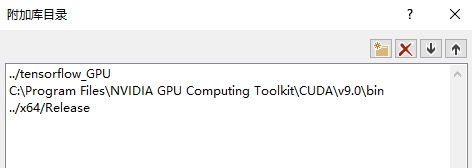 附加库目录
../tensorflow_GPU
C:\Program Files\NVIDIA GPU Computing Toolkit\CUDA\v9.0\bin
../x64/Release